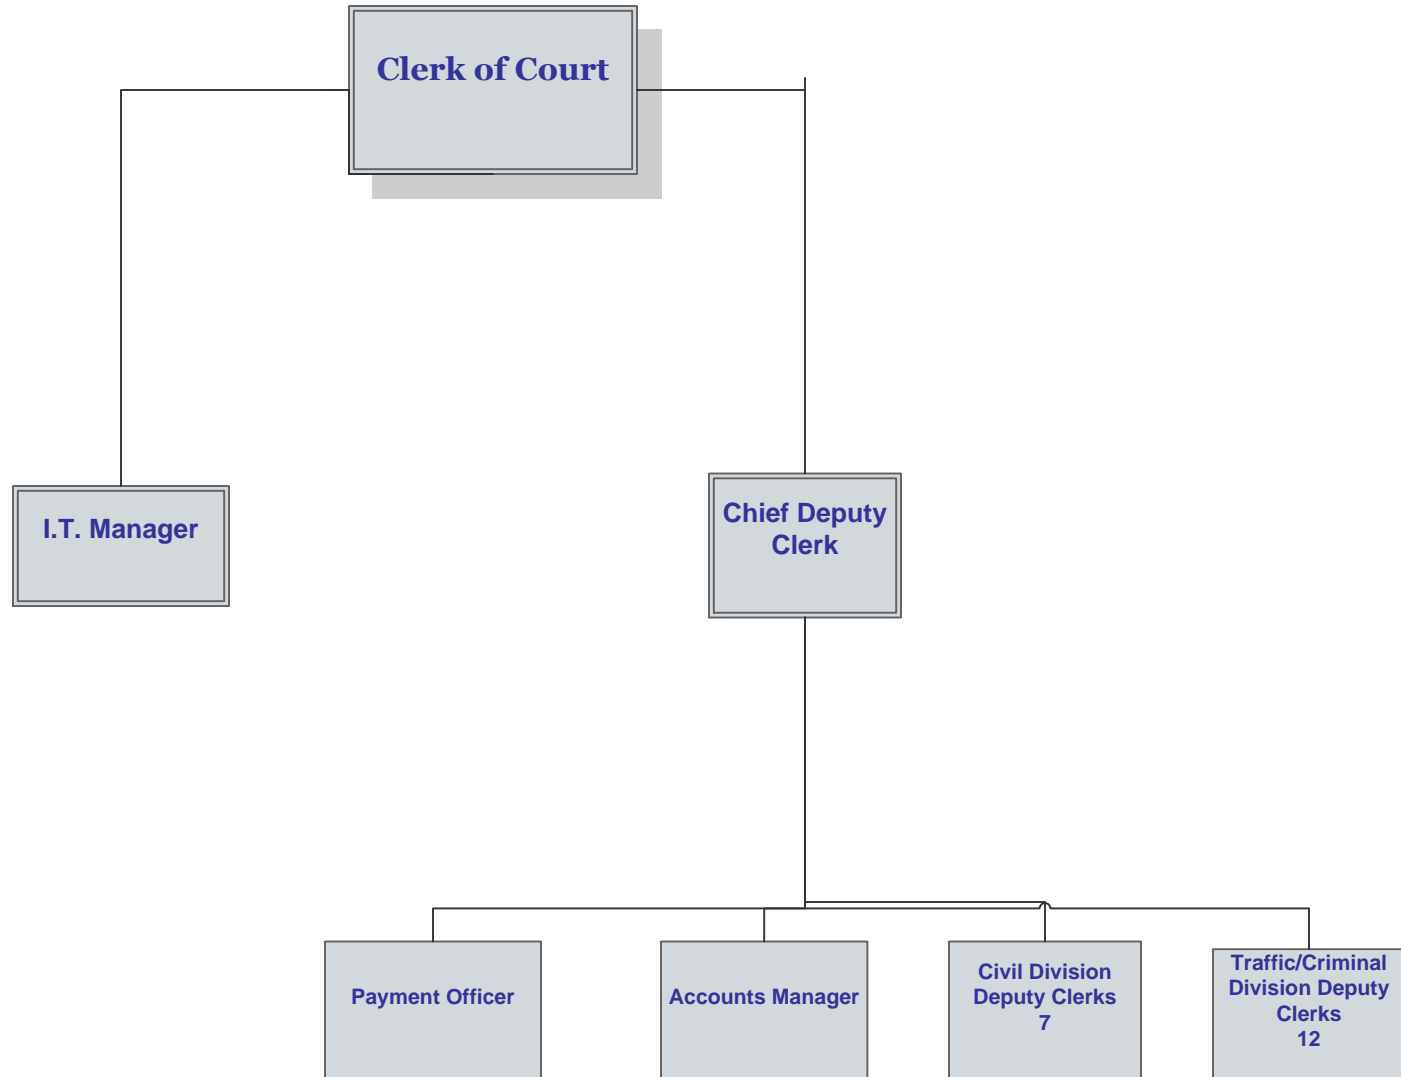 Clerk of Court
I.T. Manager
Chief Deputy
Clerk
Payment Officer
Accounts Manager
Civil Division
Deputy Clerks
7
Traffic/Criminal
Division Deputy
Clerks
12